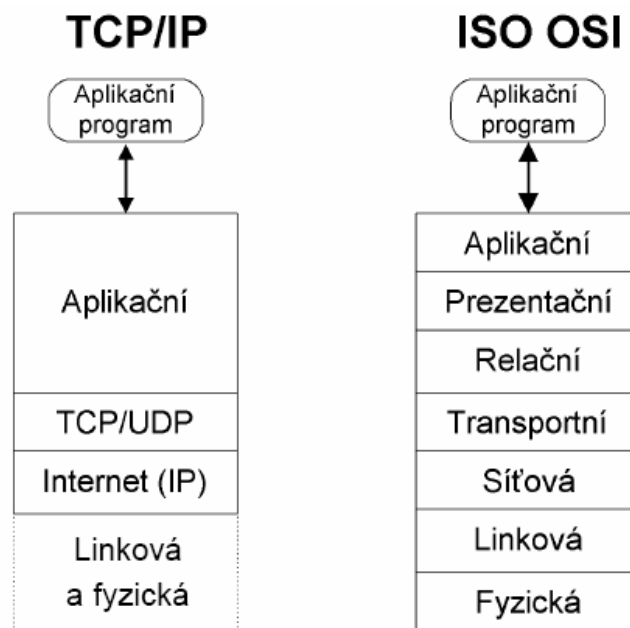 TCP/IP
Aplikační
program
Aplikační
TCP/UDP
Internet (IP)
Linková
a fyzická
ISO OSI
Aplikační
program
Aplikační
Prezentační
Relační
Transportní
Síťová
Linková
Fyzická